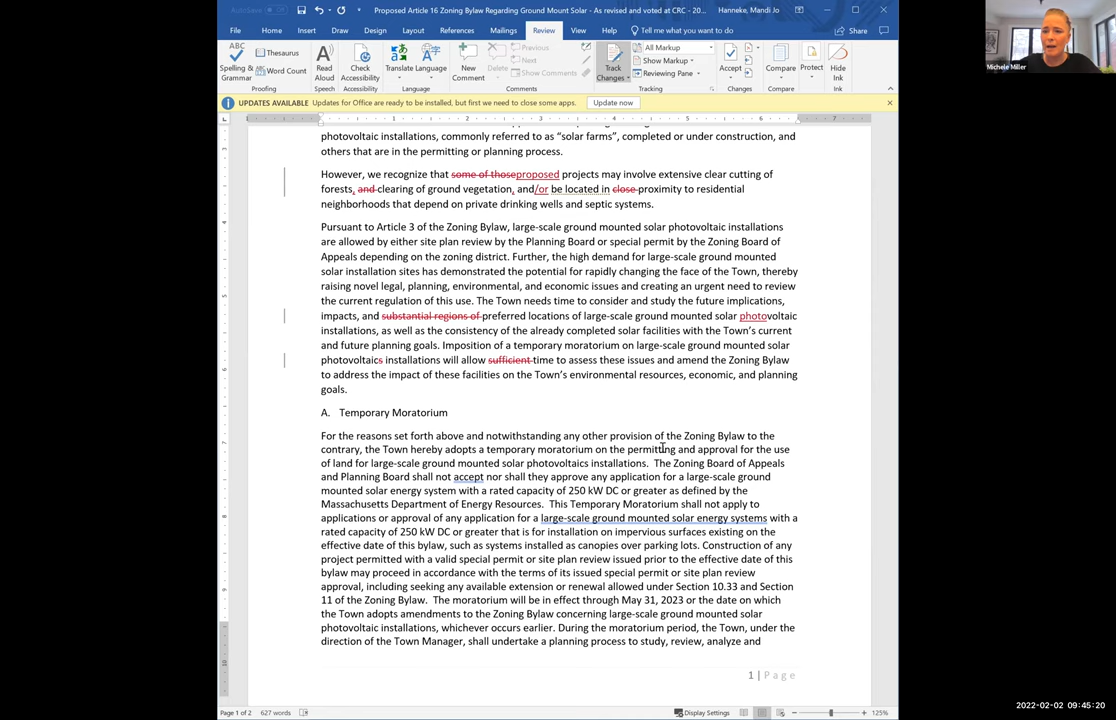 AutoSave Off
Proposed Article 16 Zoning Bylaw Regarding Ground Mount Solar - As revised and voted at CRC - 20...
Hanneke, Mandi Jo
File Home Insert Draw Design Layout References Mailings Review View Help Tell me what you want to do Share
ABC
Spelling & Grammar
Thesaurus
Word Count
Proofing
Read Aloud
Speech
Check Accessibility
Accessibility
Translate Language
Language
New Comment
Delete
Previous
Next
Show Comments
Comments
Track Changes
All Markup
Show Markup
Reviewing Pane
Tracking
Accept
Changes
Compare
Compare
Protect
Hide Ink
Ink
UPDATES AVAILABLE Updates for Office are ready to be installed, but first we need to close some apps. Update now
photovoltaic installations, commonly referred to as “solar farms”, completed or under construction, and
others that are in the permitting or planning process.
However, we recognize that some of thoseproposed projects may involve extensive clear cutting of
forests, and clearing of ground vegetation, and/or be located in close proximity to residential
neighborhoods that depend on private drinking wells and septic systems.
Pursuant to Article 3 of the Zoning Bylaw, large-scale ground mounted solar photovoltaic installations
are allowed by either site plan review by the Planning Board or special permit by the Zoning Board of
Appeals depending on the zoning district. Further, the high demand for large-scale ground mounted
solar installation sites has demonstrated the potential for rapidly changing the face of the Town, thereby
raising novel legal, planning, environmental, and economic issues and creating an urgent need to review
the current regulation of this use. The Town needs time to consider and study the future implications,
impacts, and substantial regions of preferred locations of large-scale ground mounted solar photovoltaic
installations, as well as the consistency of the already completed solar facilities with the Town’s current
and future planning goals. Imposition of a temporary moratorium on large-scale ground mounted solar
photovoltaics installations will allow sufficient time to assess these issues and amend the Zoning Bylaw
to address the impact of these facilities on the Town’s environmental resources, economic, and planning
goals.
A. Temporary Moratorium
For the reasons set forth above and notwithstanding any other provision of the Zoning Bylaw to the
contrary, the Town hereby adopts a temporary moratorium on the permitting and approval for the use
of land for large-scale ground mounted solar photovoltaics installations. The Zoning Board of Appeals
and Planning Board shall not accept nor shall they approve any application for a large-scale ground
mounted solar energy system with a rated capacity of 250 kW DC or greater as defined by the
Massachusetts Department of Energy Resources. This Temporary Moratorium shall not apply to
applications or approval of any application for a large-scale ground mounted solar energy systems with a
rated capacity of 250 kW DC or greater that is for installation on impervious surfaces existing on the
effective date of this bylaw, such as systems installed as canopies over parking lots. Construction of any
project permitted with a valid special permit or site plan review issued prior to the effective date of this
bylaw may proceed in accordance with the terms of its issued special permit or site plan review
approval, including seeking any available extension or renewal allowed under Section 10.33 and Section
11 of the Zoning Bylaw. The moratorium will be in effect through May 31, 2023 or the date on which
the Town adopts amendments to the Zoning Bylaw concerning large-scale ground mounted solar
photovoltaic installations, whichever occurs earlier. During the moratorium period, the Town, under the
direction of the Town Manager, shall undertake a planning process to study, review, analyze and
1 | Page
Page 1 of 2 627 words
Display Settings
125%
Michele Miller
2022-02-02 09:45:20